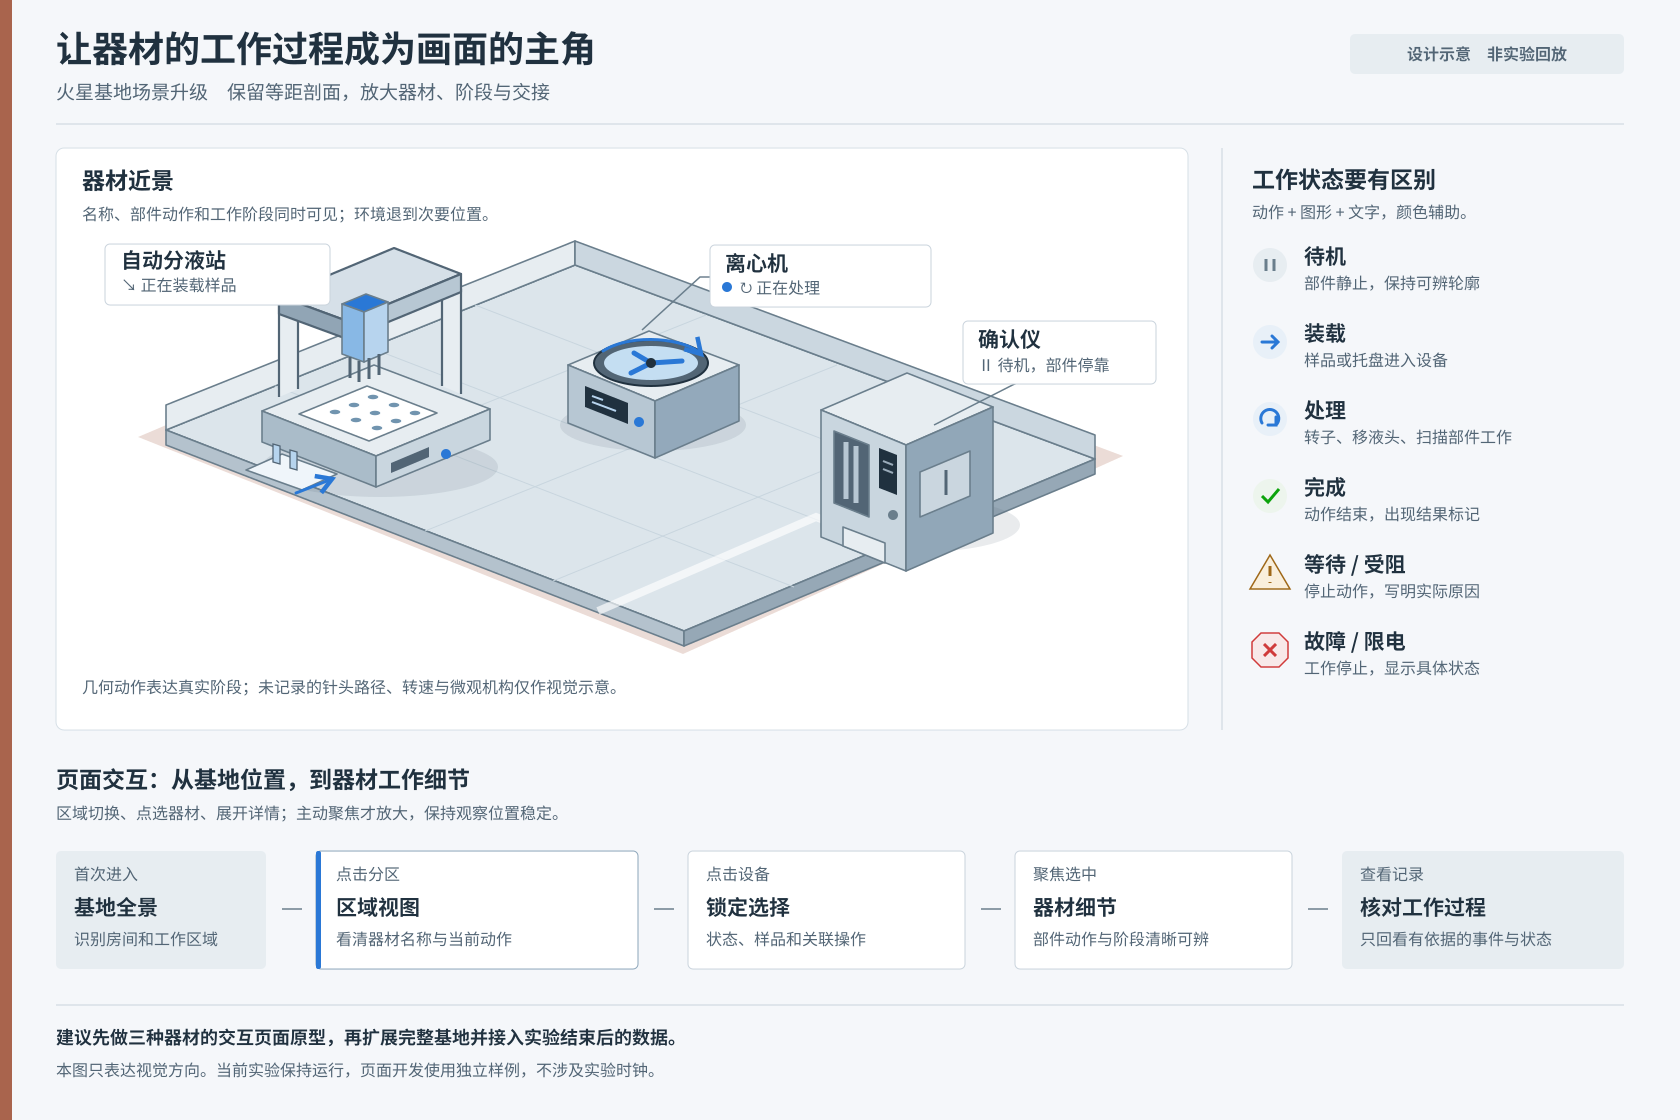 让器材的工作过程成为画面的主角
火星基地场景升级 保留等距剖面，放大器材、阶段与交接
设计示意 非实验回放
器材近景
名称、部件动作和工作阶段同时可见；环境退到次要位置。
自动分液站
↘ 正在装载样品
离心机
↻ 正在处理
确认仪
II 待机，部件停靠
几何动作表达真实阶段；未记录的针头路径、转速与微观机构仅作视觉示意。
工作状态要有区别
动作 + 图形 + 文字，颜色辅助。
待机
部件静止，保持可辨轮廓
装载
样品或托盘进入设备
处理
转子、移液头、扫描部件工作
完成
动作结束，出现结果标记
等待 / 受阻
停止动作，写明实际原因
故障 / 限电
工作停止，显示具体状态
页面交互：从基地位置，到器材工作细节
区域切换、点选器材、展开详情；主动聚焦才放大，保持观察位置稳定。
首次进入
基地全景
识别房间和工作区域
点击分区
区域视图
看清器材名称与当前动作
点击设备
锁定选择
状态、样品和关联操作
聚焦选中
器材细节
部件动作与阶段清晰可辨
查看记录
核对工作过程
只回看有依据的事件与状态
建议先做三种器材的交互页面原型，再扩展完整基地并接入实验结束后的数据。
本图只表达视觉方向。当前实验保持运行，页面开发使用独立样例，不涉及实验时钟。